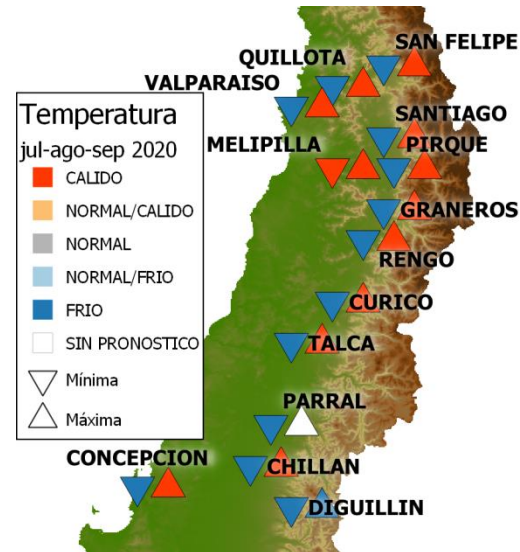 SAN FELIPE
QUILLOTA
VALPARAISO
Temperatura
jul-ago-sep 2020
CALIDO
NORMAL/CALIDO
NORMAL
NORMAL/FRIO
FRIO
SIN PRONOSTICO
Mínima
Máxima
SANTIAGO
MELIPILLA
PIRQUE
GRANEROS
RENGO
CURICO
TALCA
PARRAL
CONCEPCION
CHILLAN
DIGUILLIN